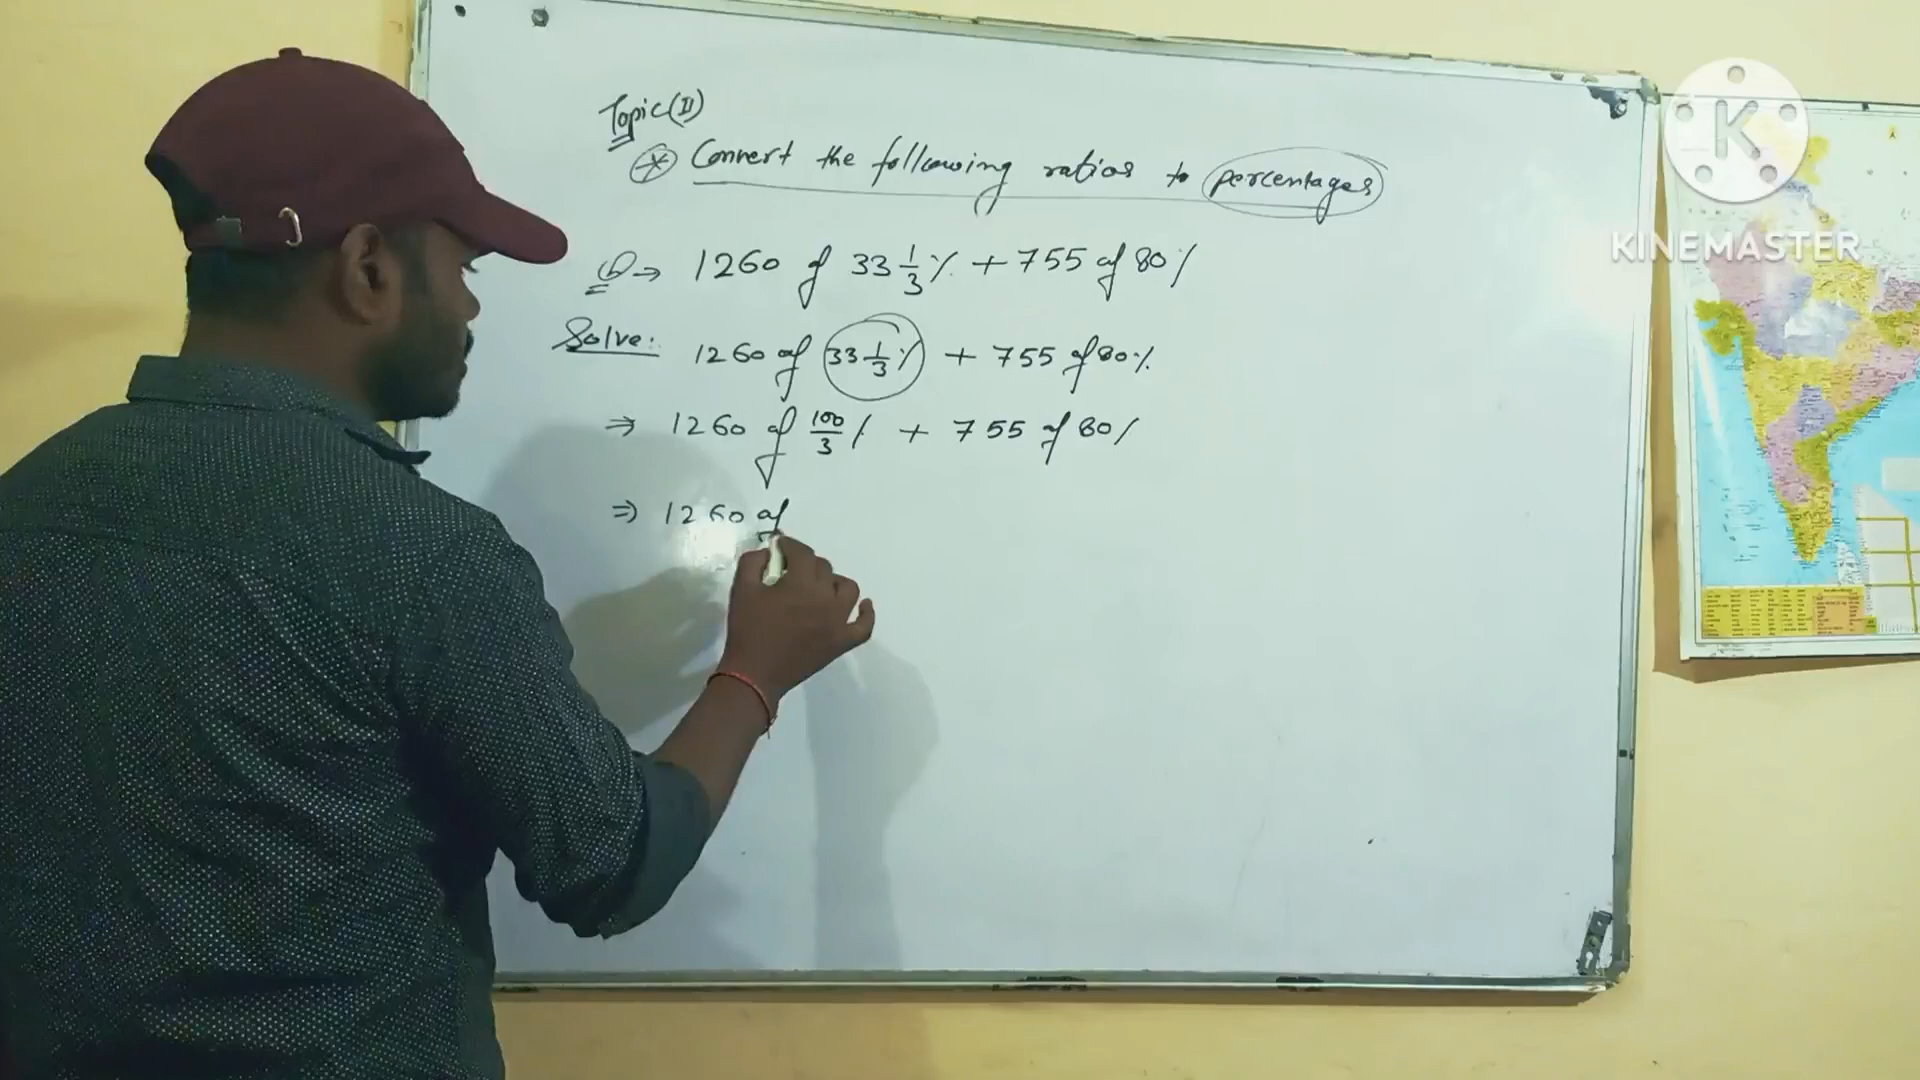 Topic (II)
* Convert the following ratios to percentages
Q→ 1260 of 33 1/3 % + 755 of 80%
Solve: 1260 of 33 1/3 % + 755 of 80%
⇒ 1260 of 100/3 % + 755 of 80%
⇒ 1260 of
K
KINEMASTER